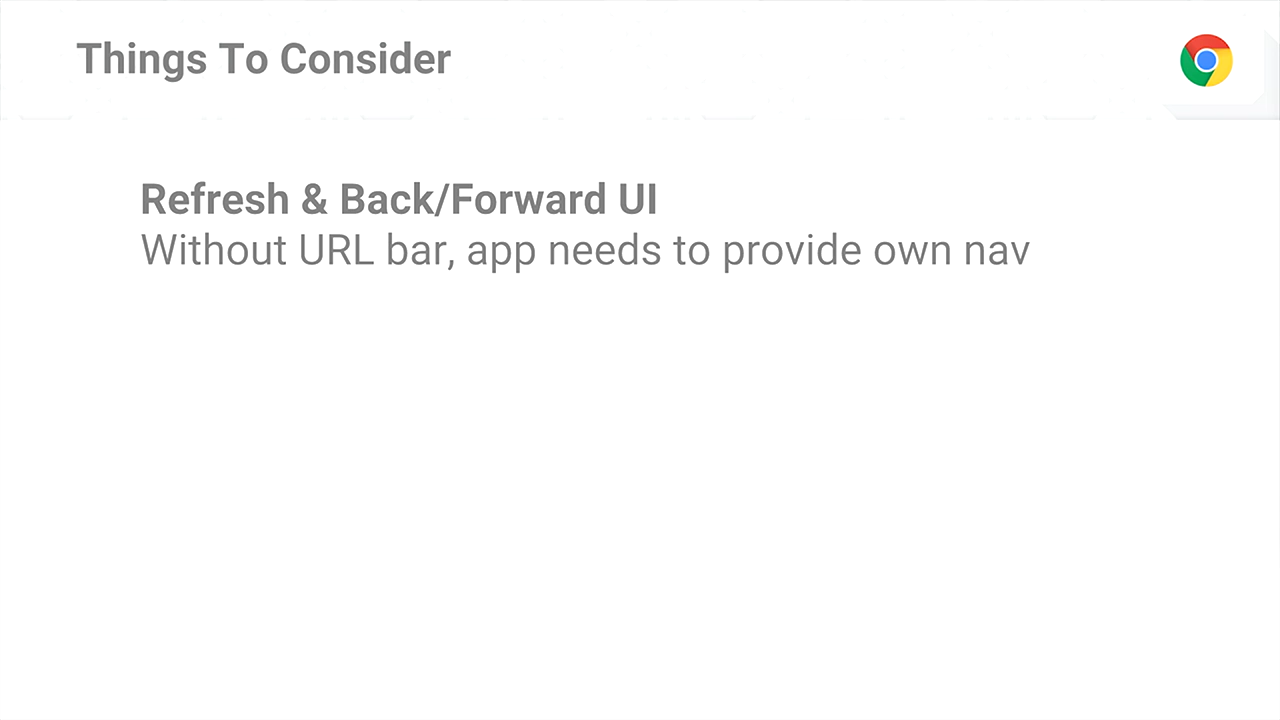 Things To Consider
Refresh & Back/Forward UI
Without URL bar, app needs to provide own nav